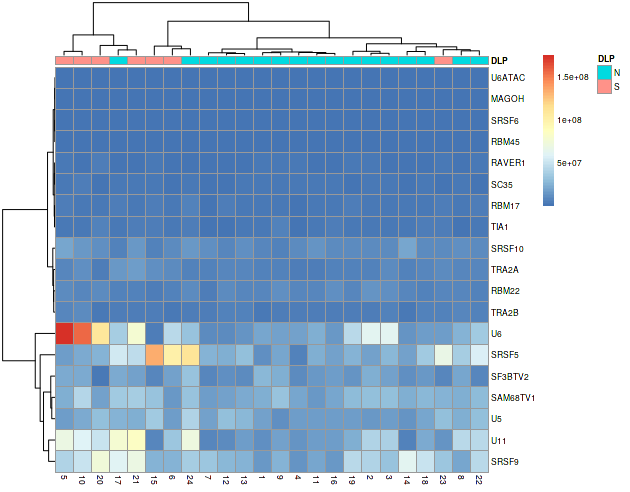 DLP
DLP
N
S
1.5e+08
1e+08
5e+07
U6ATAC
MAGOH
SRSF6
RBM45
RAVER1
SC35
RBM17
TIA1
SRSF10
TRA2A
RBM22
TRA2B
U6
SRSF5
SF3BTV2
SAM68TV1
U5
U11
SRSF9
5 10 20 17 21 15 6 24 7 12 13 1 9 4 11 16 19 2 3 14 18 23 8 22